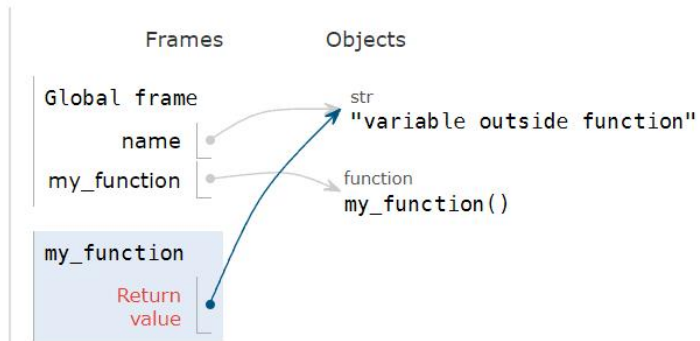 Frames Objects
Global frame
name
my_function
str
"variable outside function"
function
my_function()
my_function
Return
value